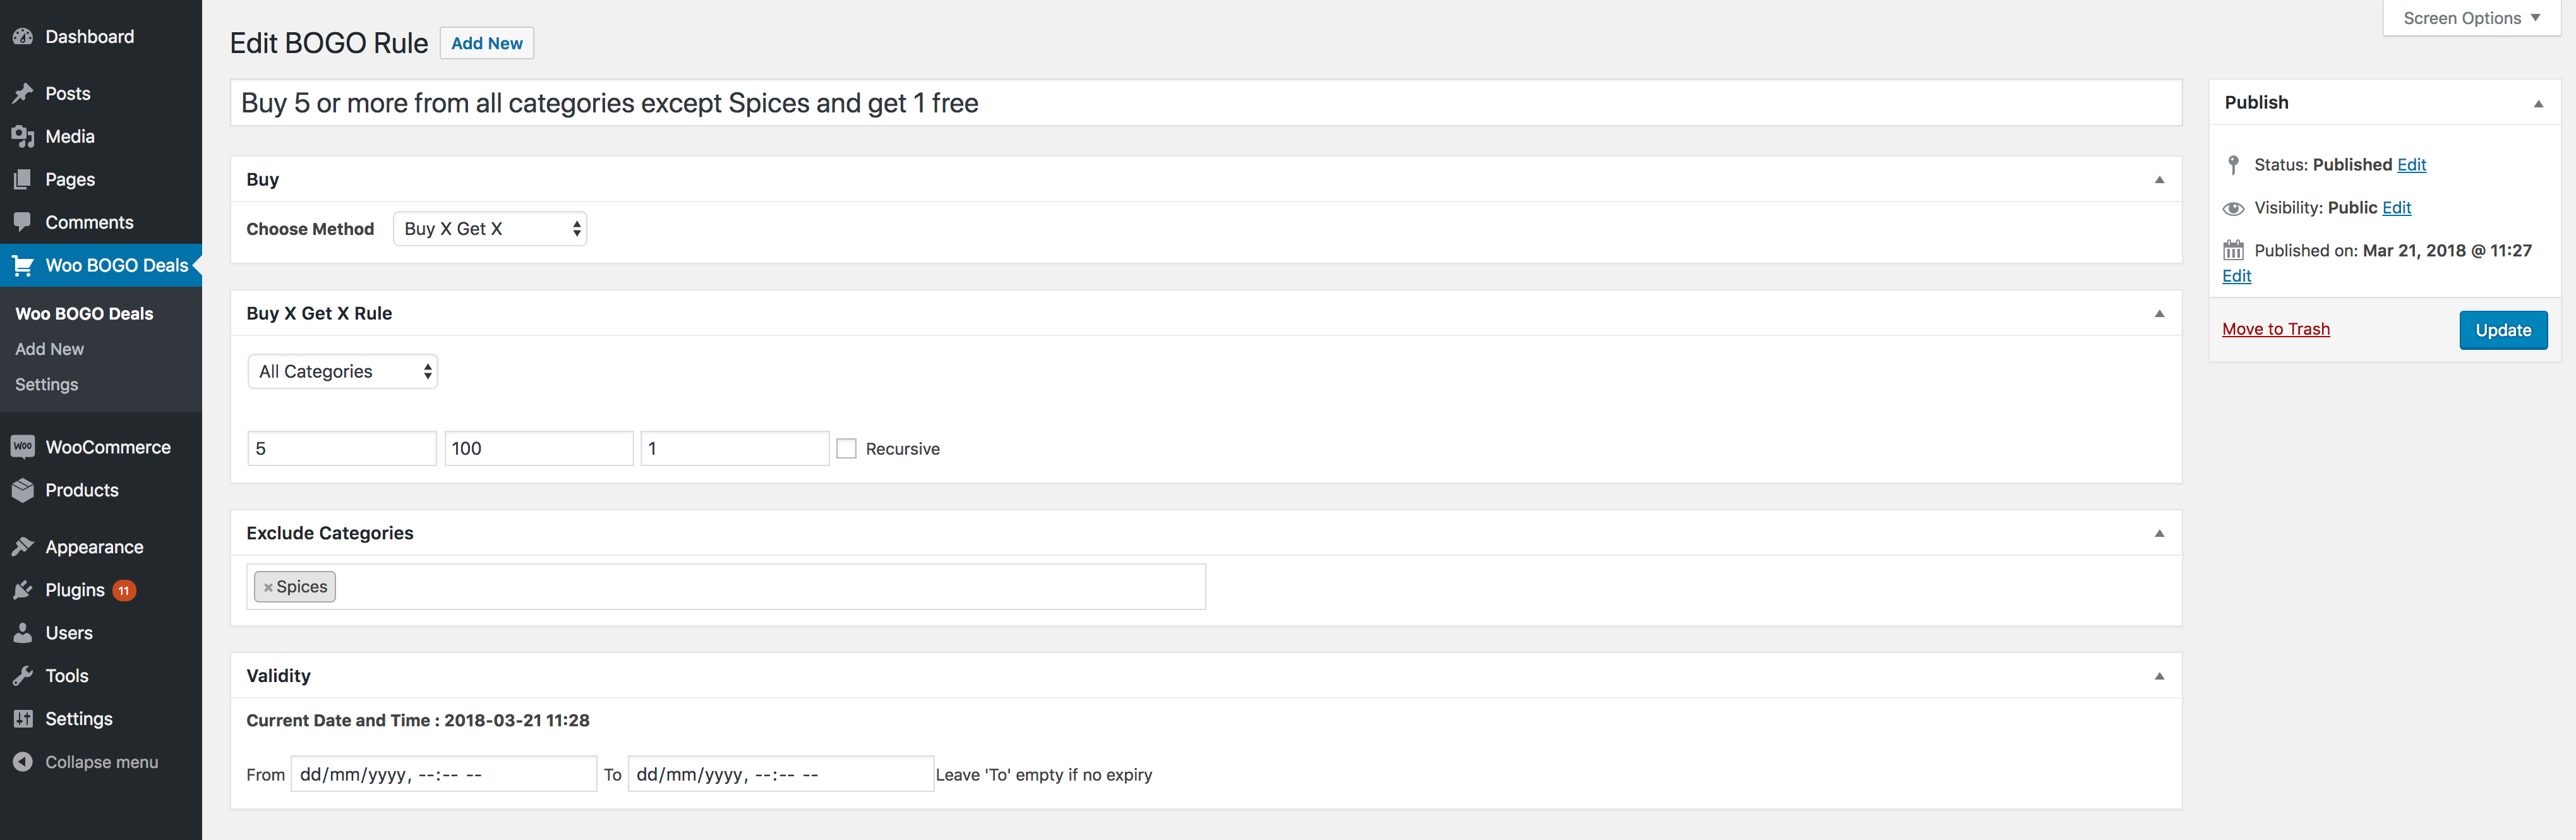 Dashboard
Posts
Media
Pages
Comments
Woo BOGO Deals
Woo BOGO Deals
Add New
Settings
WOO WooCommerce
Products
Appearance
Plugins 11
Users
Tools
Settings
Collapse menu
Screen Options
Edit BOGO Rule Add New
Buy 5 or more from all categories except Spices and get 1 free
Buy
Choose Method Buy X Get X
Buy X Get X Rule
All Categories
5 100 1 Recursive
Exclude Categories
×Spices
Validity
Current Date and Time : 2018-03-21 11:28
From dd/mm/yyyy, --:-- -- To dd/mm/yyyy, --:-- -- Leave 'To' empty if no expiry
Publish
Status: Published Edit
Visibility: Public Edit
Published on: Mar 21, 2018 @ 11:27
Edit
Move to Trash Update